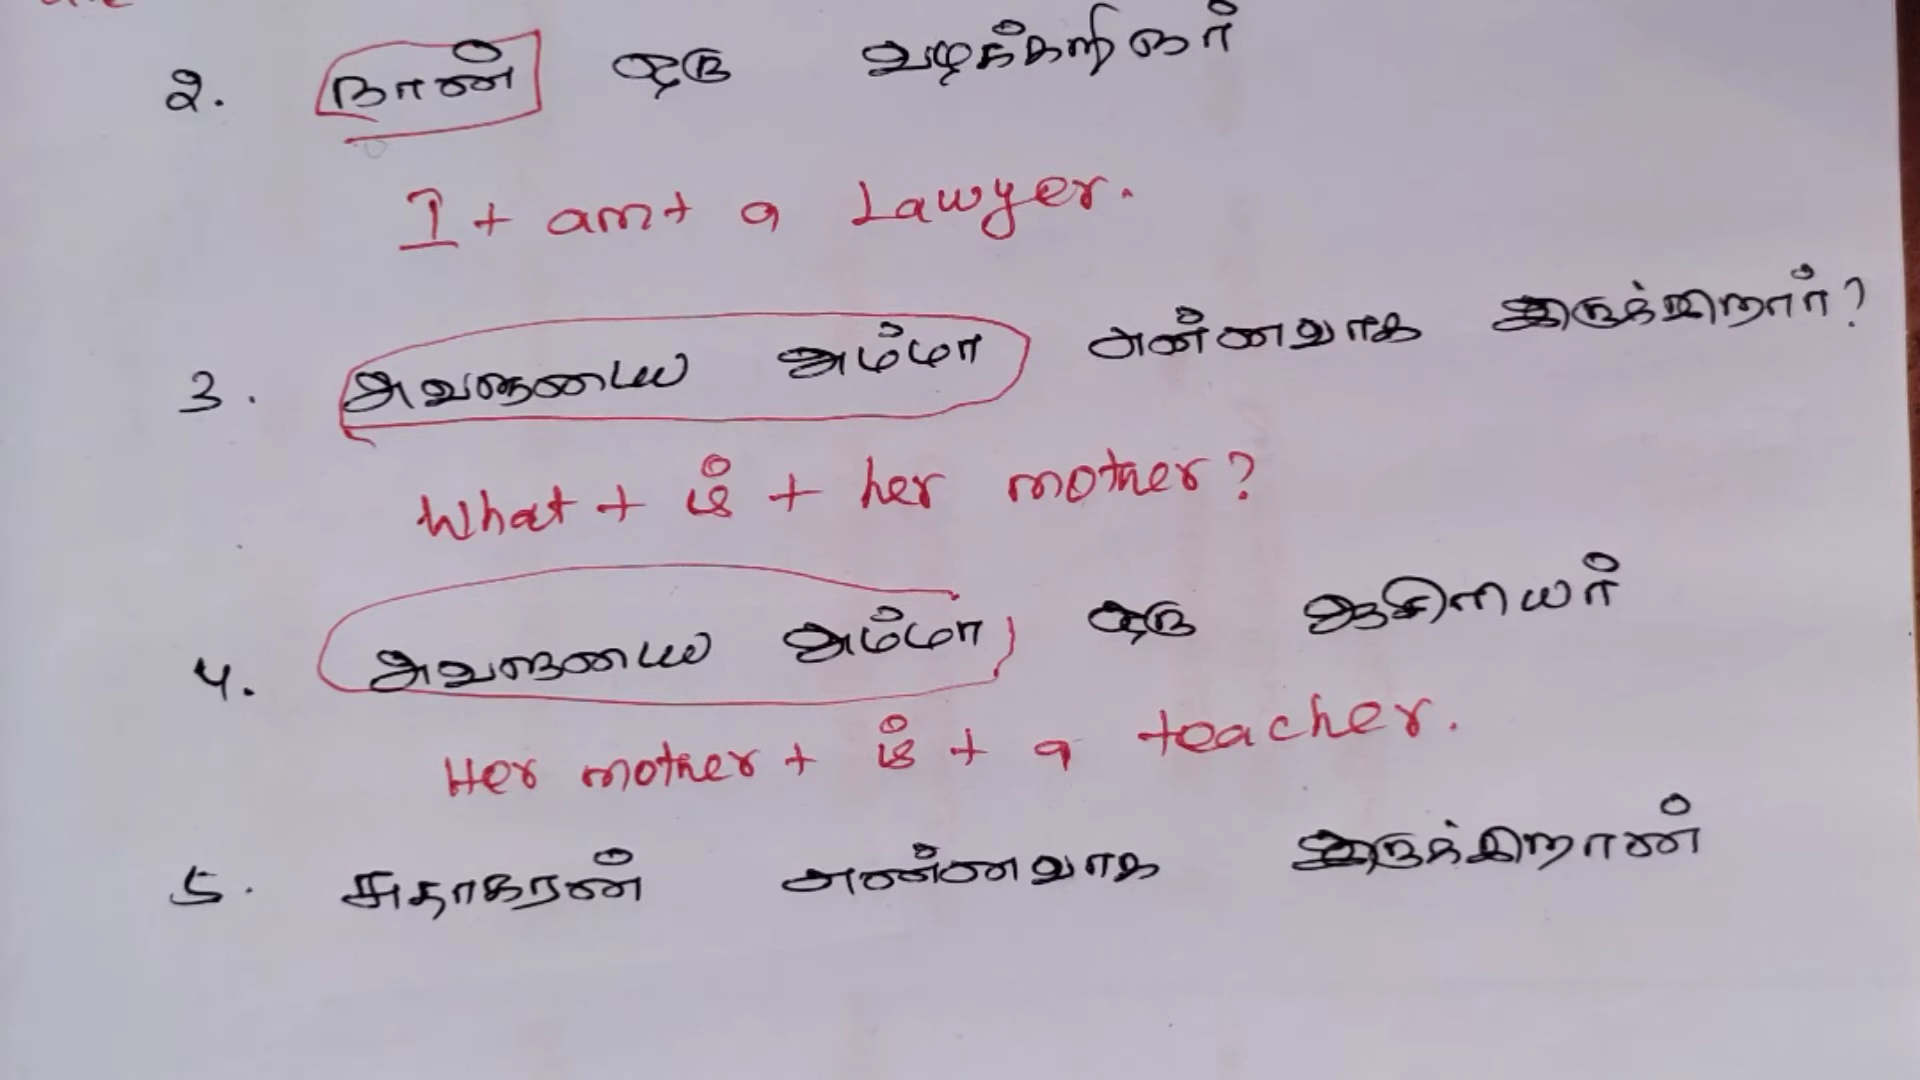 2. நான் ஒரு வழக்கறிஞர்
I + am + a Lawyer.
3. அவளுடைய அம்மா என்னவாக இருக்கிறார்?
What + is + her mother?
4. அவளுடைய அம்மா ஒரு ஆசிரியர்
Her mother + is + a teacher.
5. சுதாகரன் என்னவாக இருக்கிறான்